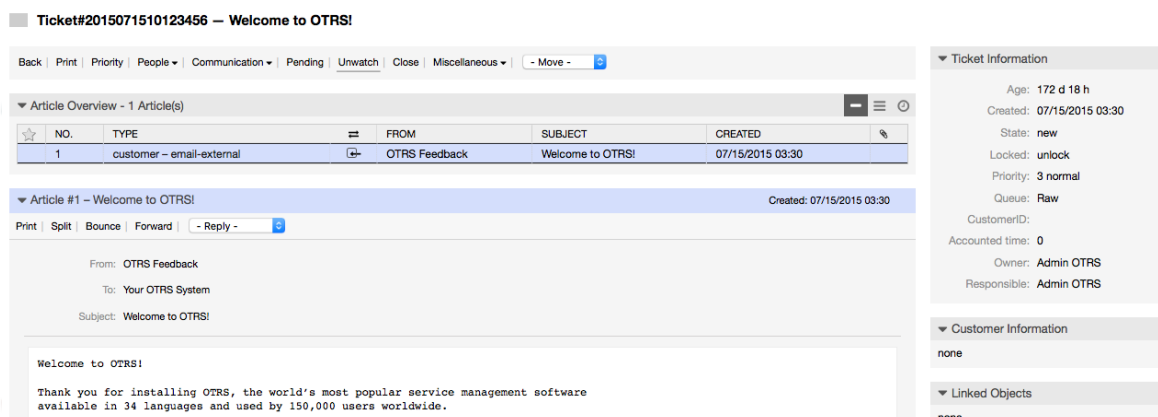 Ticket#2015071510123456 — Welcome to OTRS!
Back Print Priority People Communication Pending Unwatch Close Miscellaneous - Move -
Article Overview - 1 Article(s)
NO. TYPE FROM SUBJECT CREATED
1 customer – email-external OTRS Feedback Welcome to OTRS! 07/15/2015 03:30
Article #1 – Welcome to OTRS! Created: 07/15/2015 03:30
Print Split Bounce Forward - Reply -
From: OTRS Feedback
To: Your OTRS System
Subject: Welcome to OTRS!
Welcome to OTRS!
Thank you for installing OTRS, the world's most popular service management software
available in 34 languages and used by 150,000 users worldwide.
Ticket Information
Age: 172 d 18 h
Created: 07/15/2015 03:30
State: new
Locked: unlock
Priority: 3 normal
Queue: Raw
CustomerID:
Accounted time: 0
Owner: Admin OTRS
Responsible: Admin OTRS
Customer Information
none
Linked Objects
none